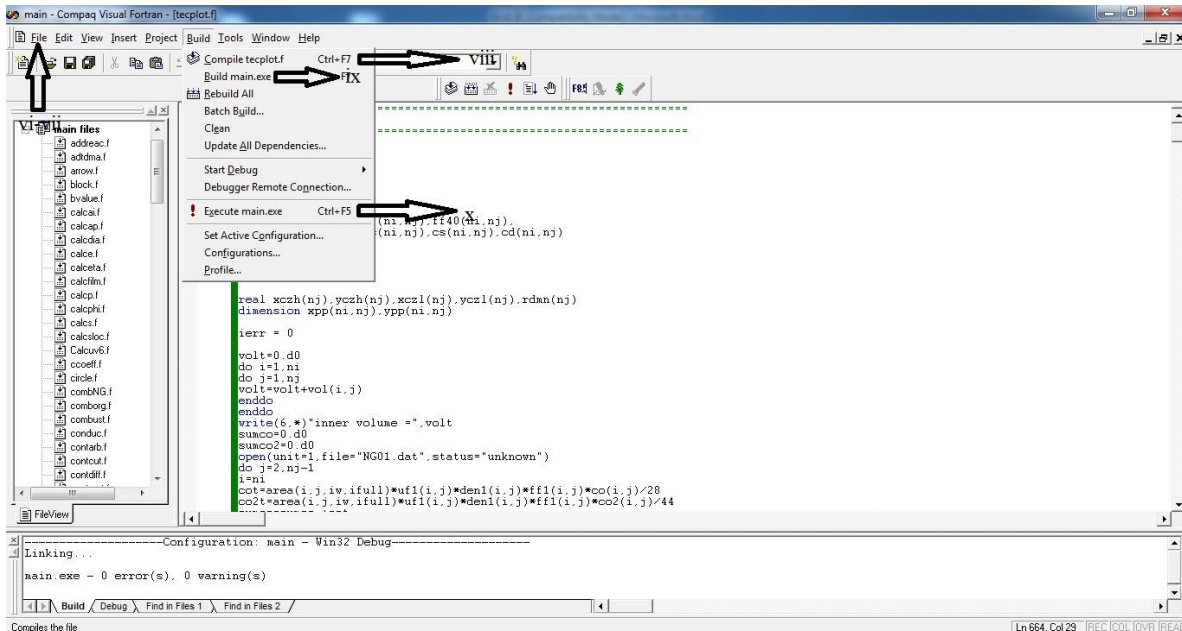 main - Compaq Visual Fortran - [tecplot.f]
File Edit View Insert Project Build Tools Window Help
Compile tecplot.f Ctrl+F7
viii
Build main.exe
ix
Rebuild All
Batch Build...
Clean
Update All Dependencies...
Start Debug
Debugger Remote Connection...
Execute main.exe Ctrl+F5
x
Set Active Configuration...
Configurations...
Profile...
main files
addreac.f
adtdma.f
arrow.f
block.f
bvalue.f
calcai.f
calcap.f
calcdia.f
calce.f
calceta.f
calcfilm.f
calcp.f
calcphi.f
calcs.f
calcsloc.f
Calcuv6.f
ccoeff.f
circle.f
combNG.f
comborg.f
combust.f
conduc.f
contarb.f
contcut.f
contdiff.f
FileView
==========================================
==========================================
(ni,nj),ff40(ni,nj),
(ni,nj),cs(ni,nj),cd(ni,nj)
real xczh(nj),yczh(nj),xczl(nj),yczl(nj),rdmn(nj)
dimension xpp(ni,nj),ypp(ni,nj)
ierr = 0
volt=0.d0
do i=1,ni
do j=1,nj
volt=volt+vol(i,j)
enddo
enddo
write(6,*)"inner volume =",volt
sumco=0.d0
sumco2=0.d0
open(unit=1,file="NG01.dat",status="unknown")
do j=2,nj-1
i=ni
cot=area(i,j,iw,ifull)*uf1(i,j)*den1(i,j)*ff1(i,j)*co(i,j)/28
co2t=area(i,j,iw,ifull)*uf1(i,j)*den1(i,j)*ff1(i,j)*co2(i,j)/44
--------------------Configuration: main - Win32 Debug--------------------
Linking...
main.exe - 0 error(s), 0 warning(s)
Build Debug Find in Files 1 Find in Files 2
Compiles the file
Ln 664, Col 29 REC COL OVR READ